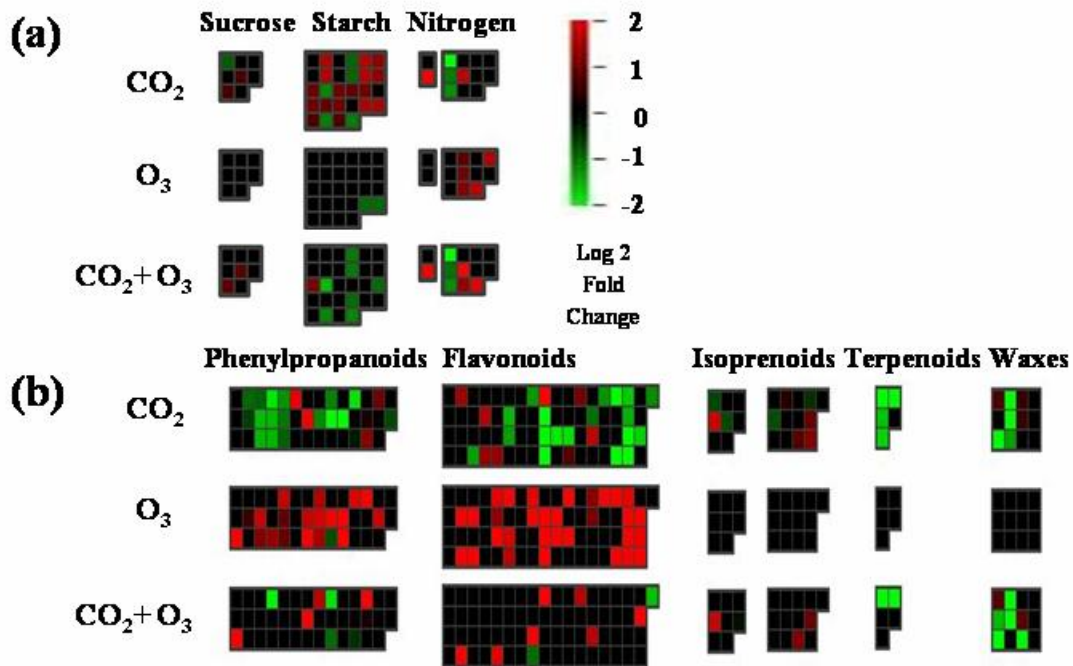 (a)
Sucrose Starch Nitrogen
CO2
O3
CO2+ O3
2
1
0
-1
-2
Log 2
Fold
Change
(b)
Phenylpropanoids Flavonoids Isoprenoids Terpenoids Waxes
CO2
O3
CO2+ O3